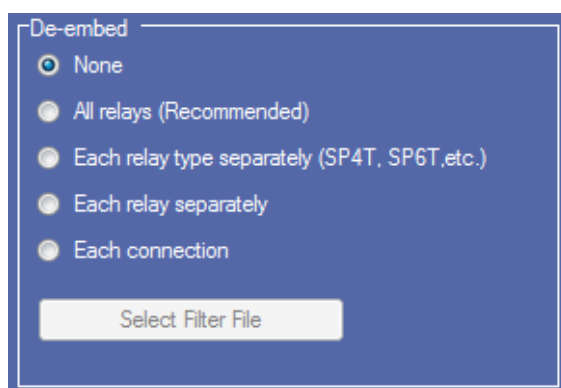 De-embed
None
All relays (Recommended)
Each relay type separately (SP4T, SP6T,etc.)
Each relay separately
Each connection
Select Filter File